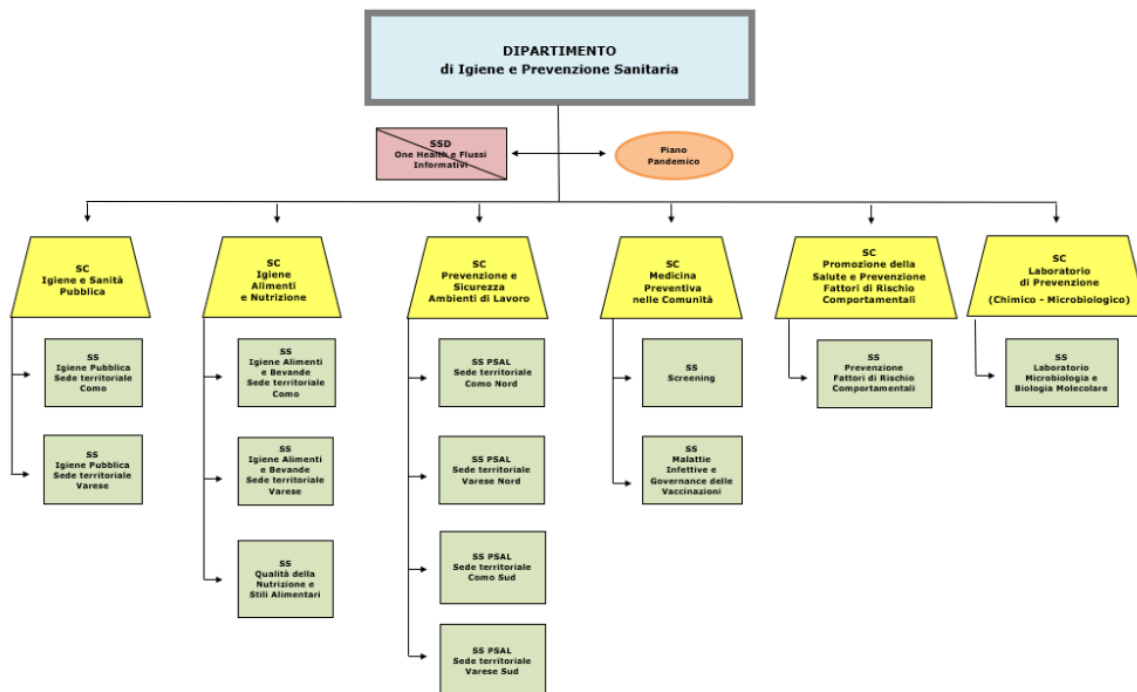 DIPARTIMENTO
di Igiene e Prevenzione Sanitaria
SSD
One Health e Flussi
Informativi
Piano
Pandemico
SC
Igiene e Sanità
Pubblica
SC
Igiene
Alimenti
e Nutrizione
SC
Prevenzione e
Sicurezza
Ambienti di Lavoro
SC
Medicina
Preventiva
nelle Comunità
SC
Promozione della
Salute e Prevenzione
Fattori di Rischio
Comportamentali
SC
Laboratorio
di Prevenzione
(Chimico - Microbiologico)
SS
Igiene Pubblica
Sede territoriale
Como
SS
Igiene Pubblica
Sede territoriale
Varese
SS
Igiene Alimenti
e Bevande
Sede territoriale
Como
SS
Igiene Alimenti
e Bevande
Sede territoriale
Varese
SS
Qualità della
Nutrizione e
Stili Alimentari
SS PSAL
Sede territoriale
Como Nord
SS PSAL
Sede territoriale
Varese Nord
SS PSAL
Sede territoriale
Como Sud
SS PSAL
Sede territoriale
Varese Sud
SS
Screening
SS
Malattie
Infettive e
Governance delle
Vaccinazioni
SS
Prevenzione
Fattori di Rischio
Comportamentali
SS
Laboratorio
Microbiologia e
Biologia Molecolare